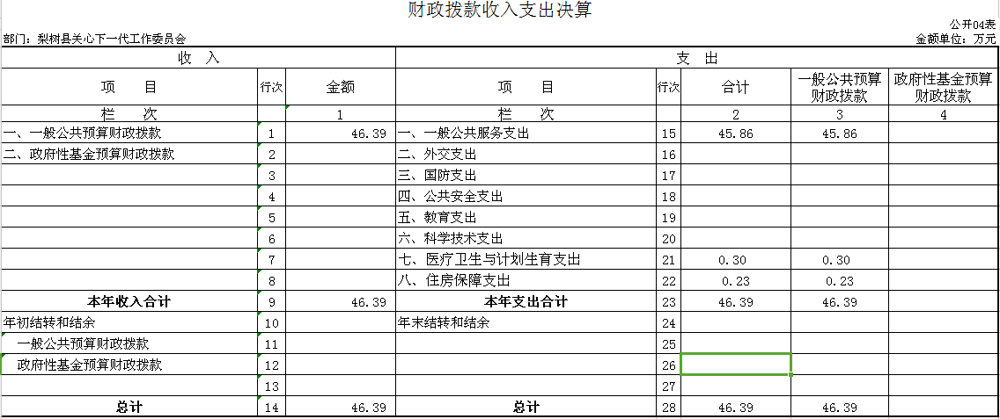 财政拨款收入支出决算
公开04表
部门：梨树县关心下一代工作委员会 金额单位：万元
收 入 支 出
项 目 行次 金额 项 目 行次 合计 一般公共预算财政拨款 政府性基金预算财政拨款
栏 次 1 栏 次 2 3 4
一、一般公共预算财政拨款 1 46.39 一、一般公共服务支出 15 45.86 45.86
二、政府性基金预算财政拨款 2 二、外交支出 16
3 三、国防支出 17
4 四、公共安全支出 18
5 五、教育支出 19
6 六、科学技术支出 20
7 七、医疗卫生与计划生育支出 21 0.30 0.30
8 八、住房保障支出 22 0.23 0.23
本年收入合计 9 46.39 本年支出合计 23 46.39 46.39
年初结转和结余 10 年末结转和结余 24
一般公共预算财政拨款 11 25
政府性基金预算财政拨款 12 26
13 27
总计 14 46.39 总计 28 46.39 46.39